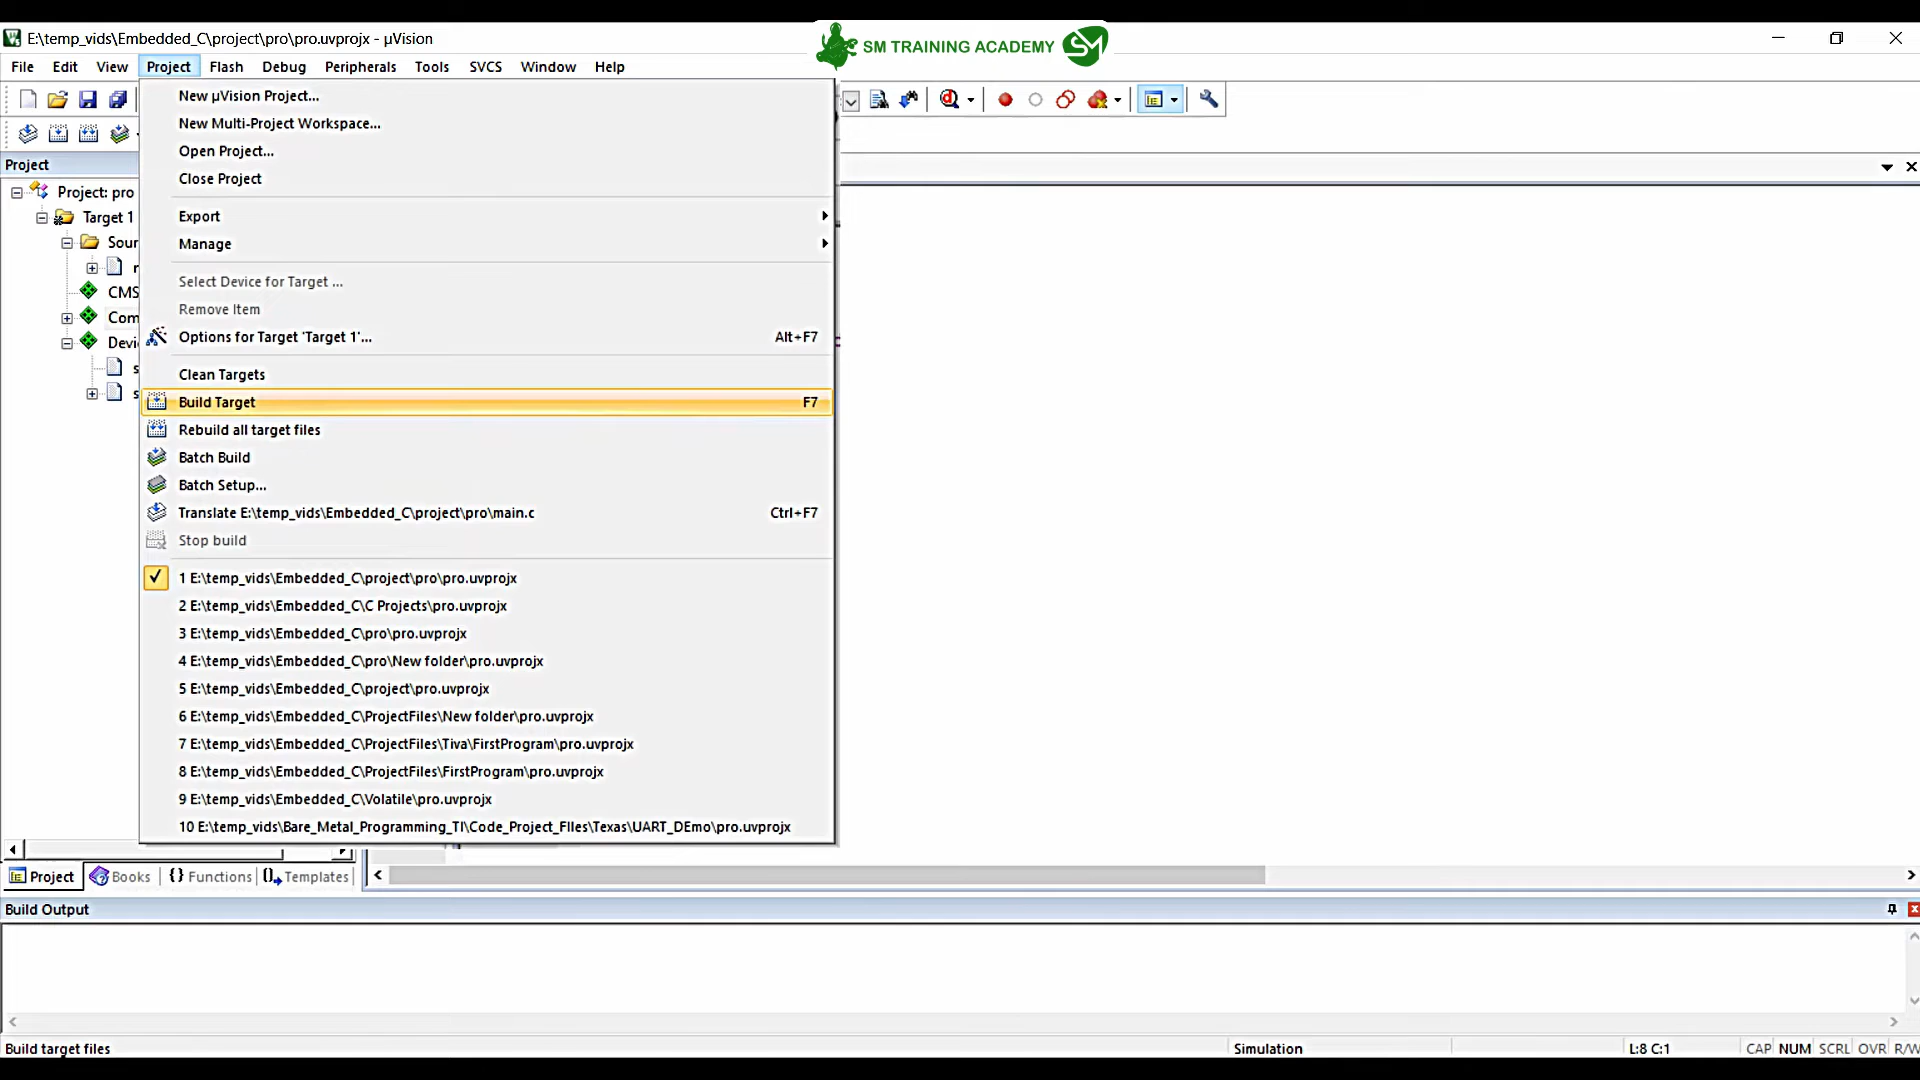 E:\temp_vids\Embedded_C\project\pro\pro.uvprojx - µVision
SM TRAINING ACADEMY SM
File Edit View Project Flash Debug Peripherals Tools SVCS Window Help
New µVision Project...
New Multi-Project Workspace...
Open Project...
Close Project
Export
Manage
Select Device for Target ...
Remove Item
Options for Target 'Target 1'... Alt+F7
Clean Targets
Build Target F7
Rebuild all target files
Batch Build
Batch Setup...
Translate E:\temp_vids\Embedded_C\project\pro\main.c Ctrl+F7
Stop build
1 E:\temp_vids\Embedded_C\project\pro\pro.uvprojx
2 E:\temp_vids\Embedded_C\C Projects\pro.uvprojx
3 E:\temp_vids\Embedded_C\pro\pro.uvprojx
4 E:\temp_vids\Embedded_C\pro\New folder\pro.uvprojx
5 E:\temp_vids\Embedded_C\project\pro.uvprojx
6 E:\temp_vids\Embedded_C\ProjectFiles\New folder\pro.uvprojx
7 E:\temp_vids\Embedded_C\ProjectFiles\Tiva\FirstProgram\pro.uvprojx
8 E:\temp_vids\Embedded_C\ProjectFiles\FirstProgram\pro.uvprojx
9 E:\temp_vids\Embedded_C\Volatile\pro.uvprojx
10 E:\temp_vids\Bare_Metal_Programming_TI\Code_Project_FIles\Texas\UART_DEmo\pro.uvprojx
Project
Project: pro
Target 1
Sour
CMS
Com
Devi
Project Books Functions Templates
Build Output
Build target files Simulation L:8 C:1 CAP NUM SCRL OVR R/W